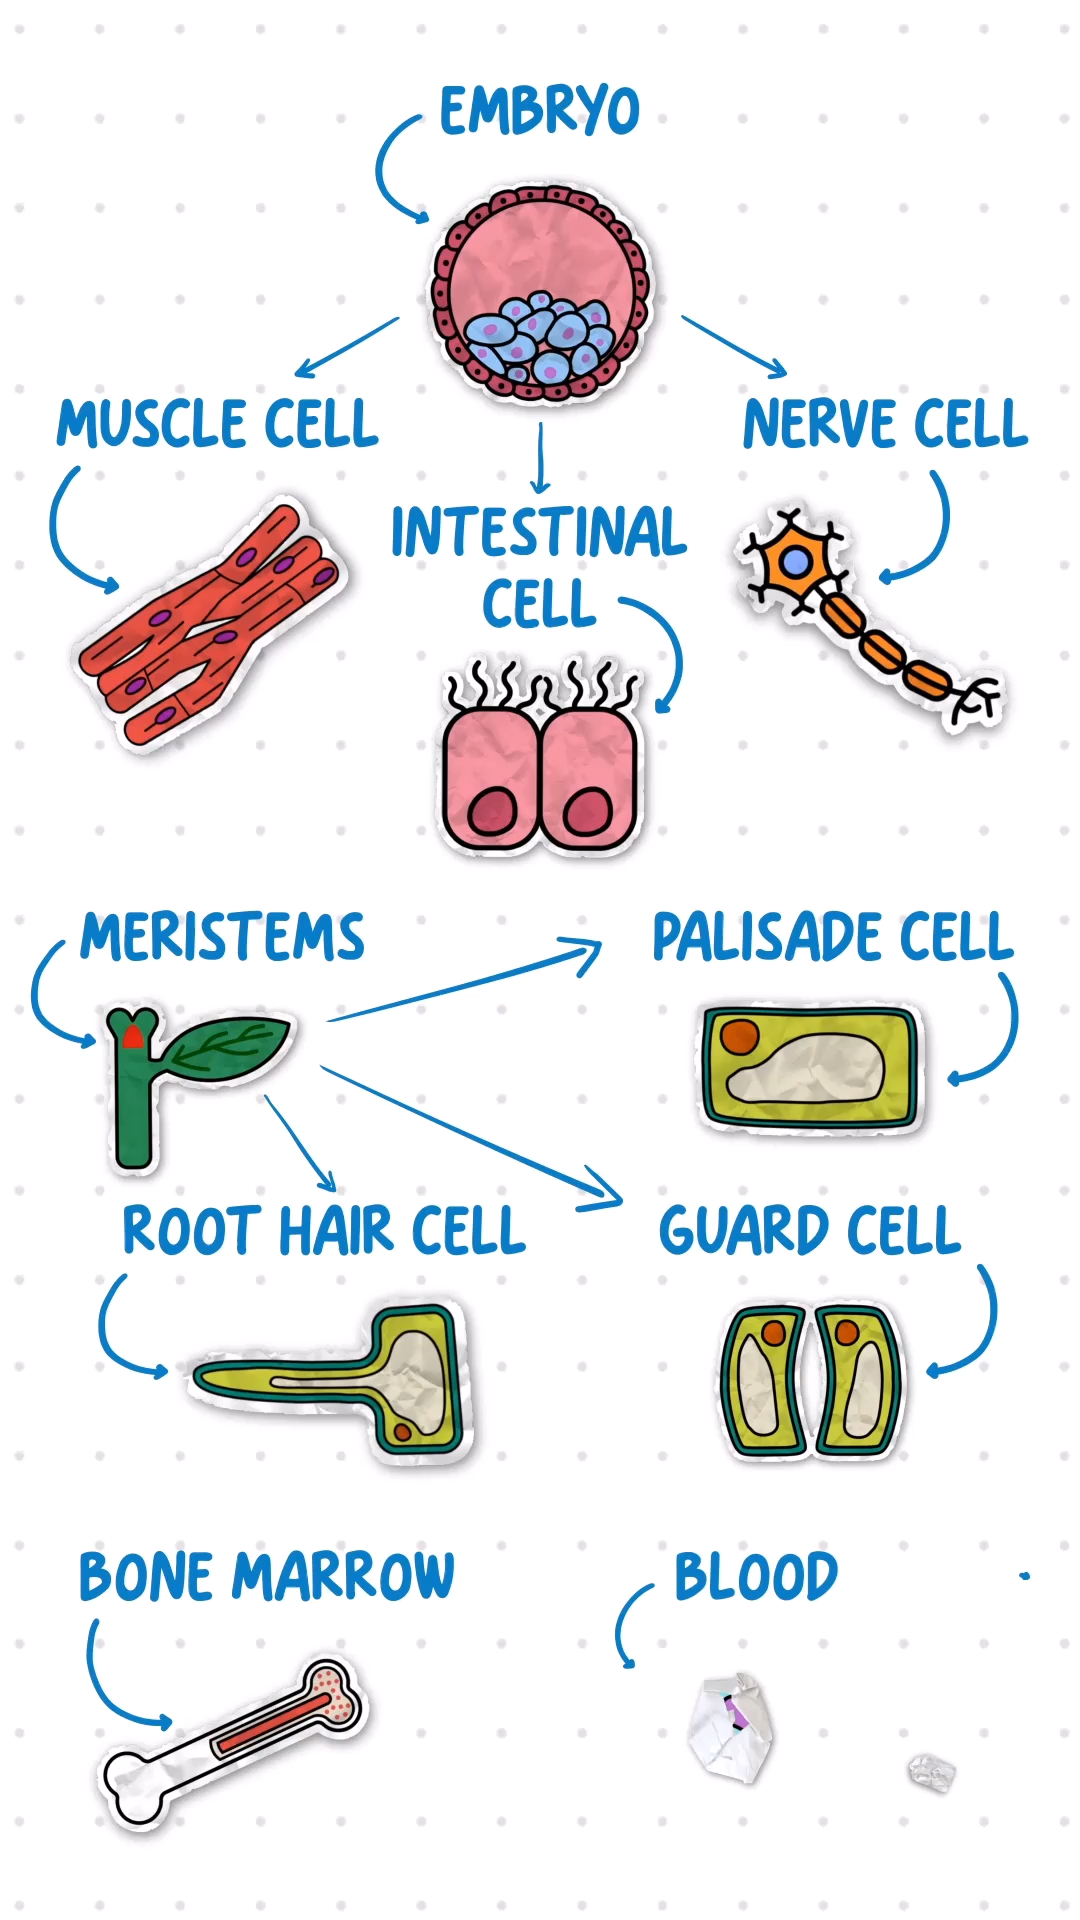 EMBRYO
MUSCLE CELL
NERVE CELL
INTESTINAL
CELL
MERISTEMS
PALISADE CELL
ROOT HAIR CELL
GUARD CELL
BONE MARROW
BLOOD